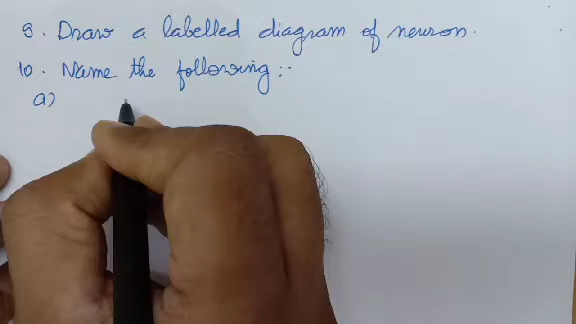 9. Draw a labelled diagram of neuron.
10. Name the following :-
a)